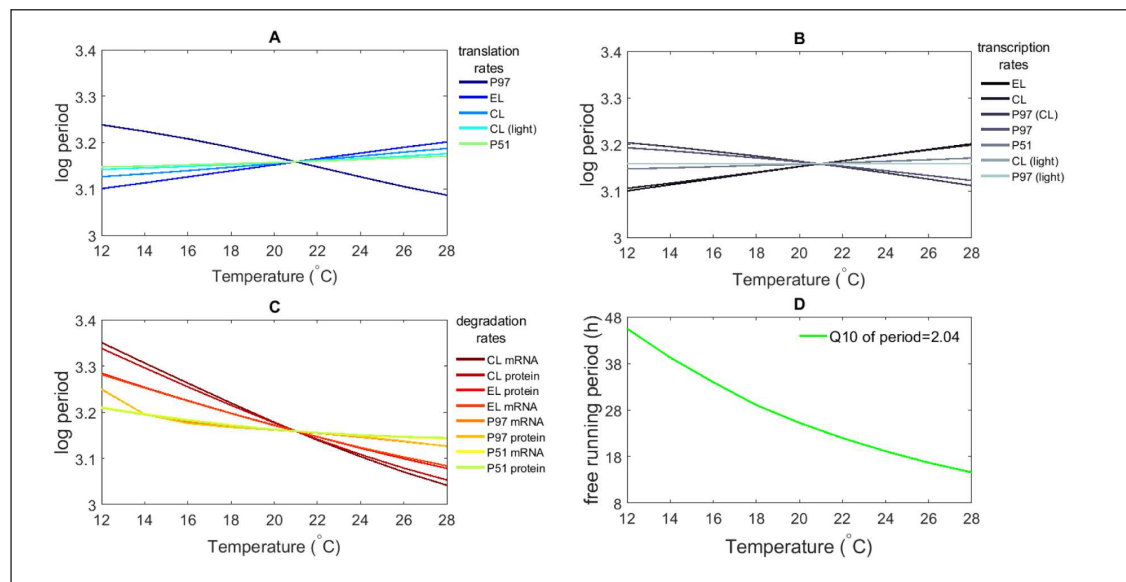 A
3.4
3.3
3.2
3.1
3
log period
12 14 16 18 20 22 24 26 28
Temperature (°C)
translation
rates
P97
EL
CL
CL (light)
P51
B
3.4
3.3
3.2
3.1
3
log period
12 14 16 18 20 22 24 26 28
Temperature (°C)
transcription
rates
EL
CL
P97 (CL)
P97
P51
CL (light)
P97 (light)
C
3.4
3.3
3.2
3.1
3
log period
12 14 16 18 20 22 24 26 28
Temperature (°C)
degradation
rates
CL mRNA
CL protein
EL protein
EL mRNA
P97 mRNA
P97 protein
P51 mRNA
P51 protein
D
48
38
28
18
8
free running period (h)
12 14 16 18 20 22 24 26 28
Temperature (°C)
Q10 of period=2.04